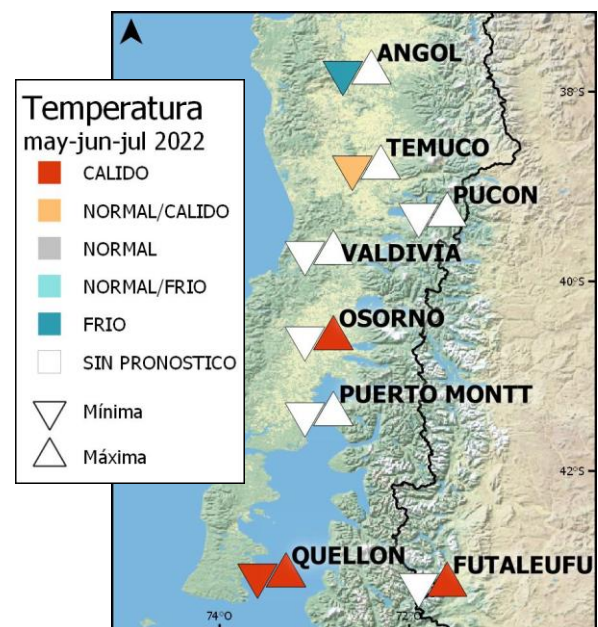 Temperatura
may-jun-jul 2022
CALIDO
NORMAL/CALIDO
NORMAL
NORMAL/FRIO
FRIO
SIN PRONOSTICO
Mínima
Máxima
ANGOL
38°S
TEMUCO
PUCON
VALDIVIA
40°S
OSORNO
PUERTO MONTT
42°S
QUELLON
FUTALEUFU
74°O
72°O